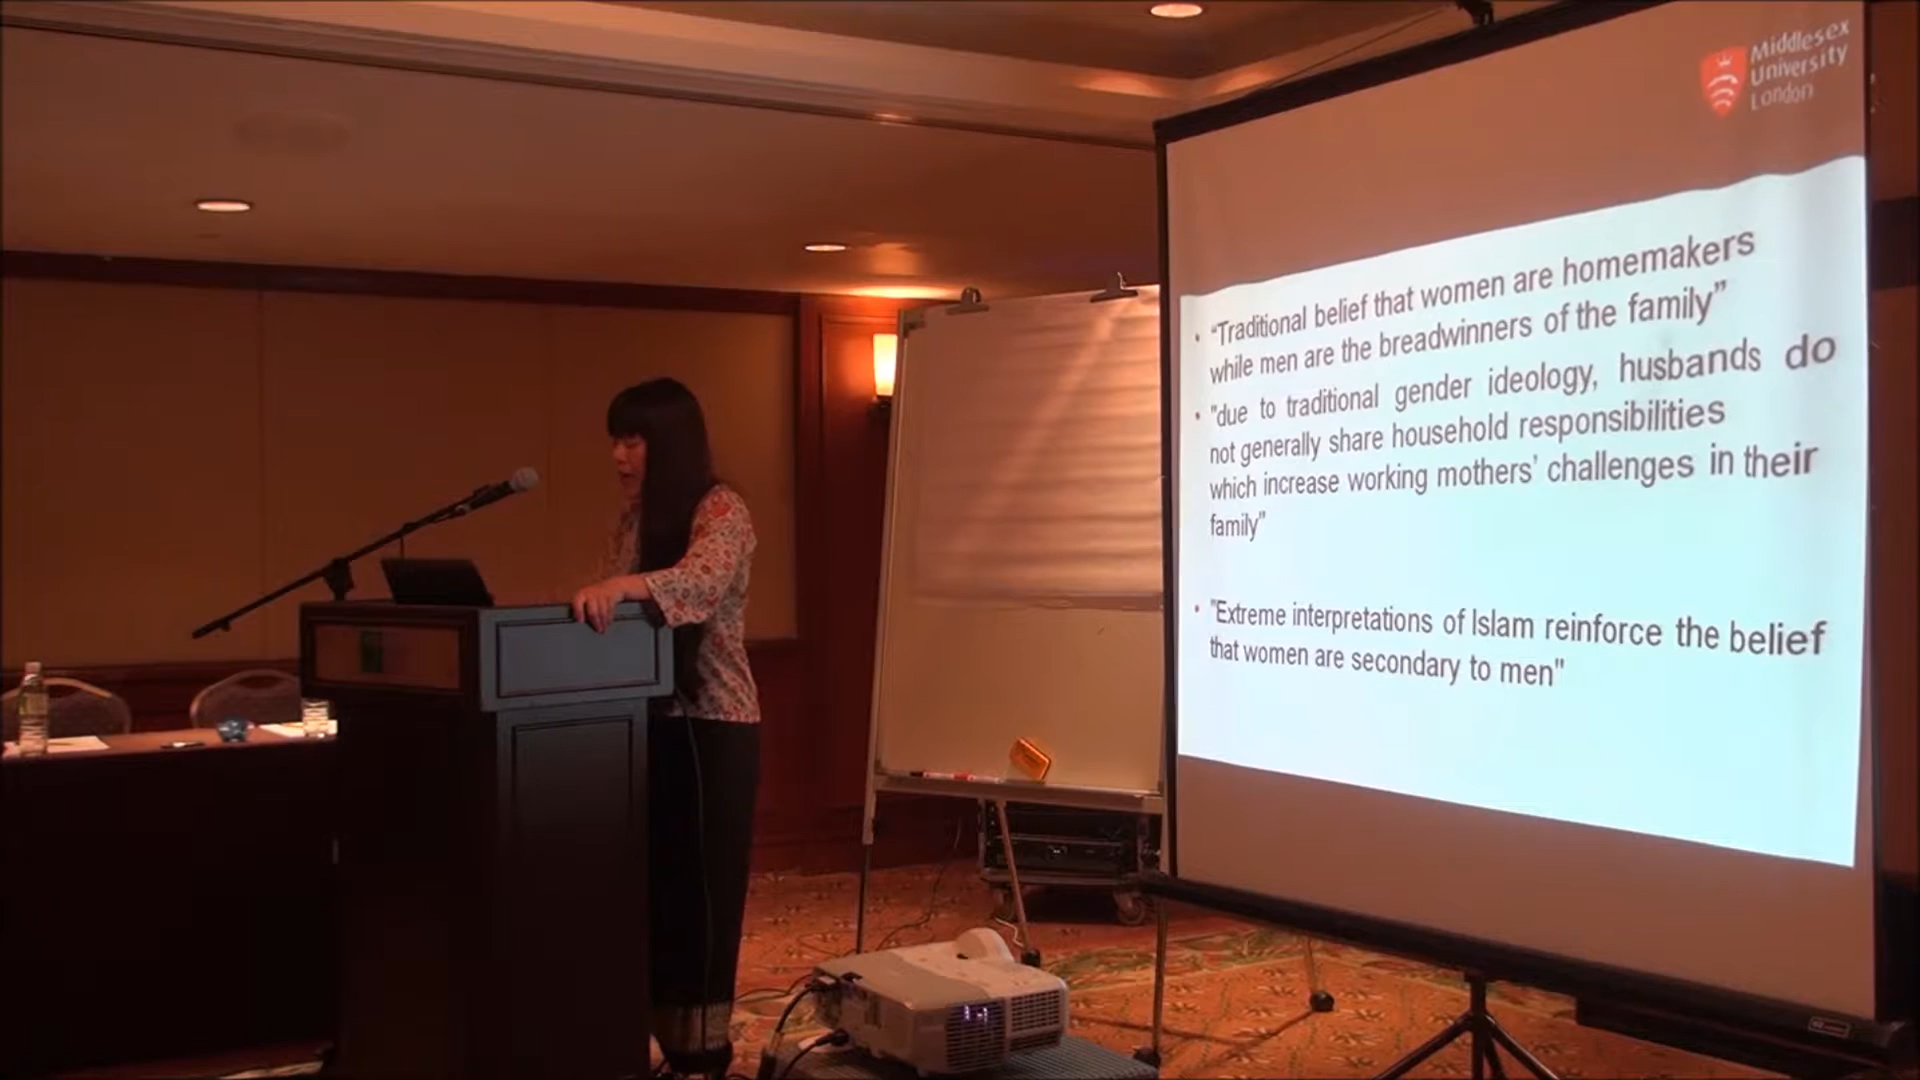 Middlesex
University
London
• “Traditional belief that women are homemakers
while men are the breadwinners of the family”
• "due to traditional gender ideology, husbands do
not generally share household responsibilities
which increase working mothers’ challenges in their
family”
• "Extreme interpretations of Islam reinforce the belief
that women are secondary to men"